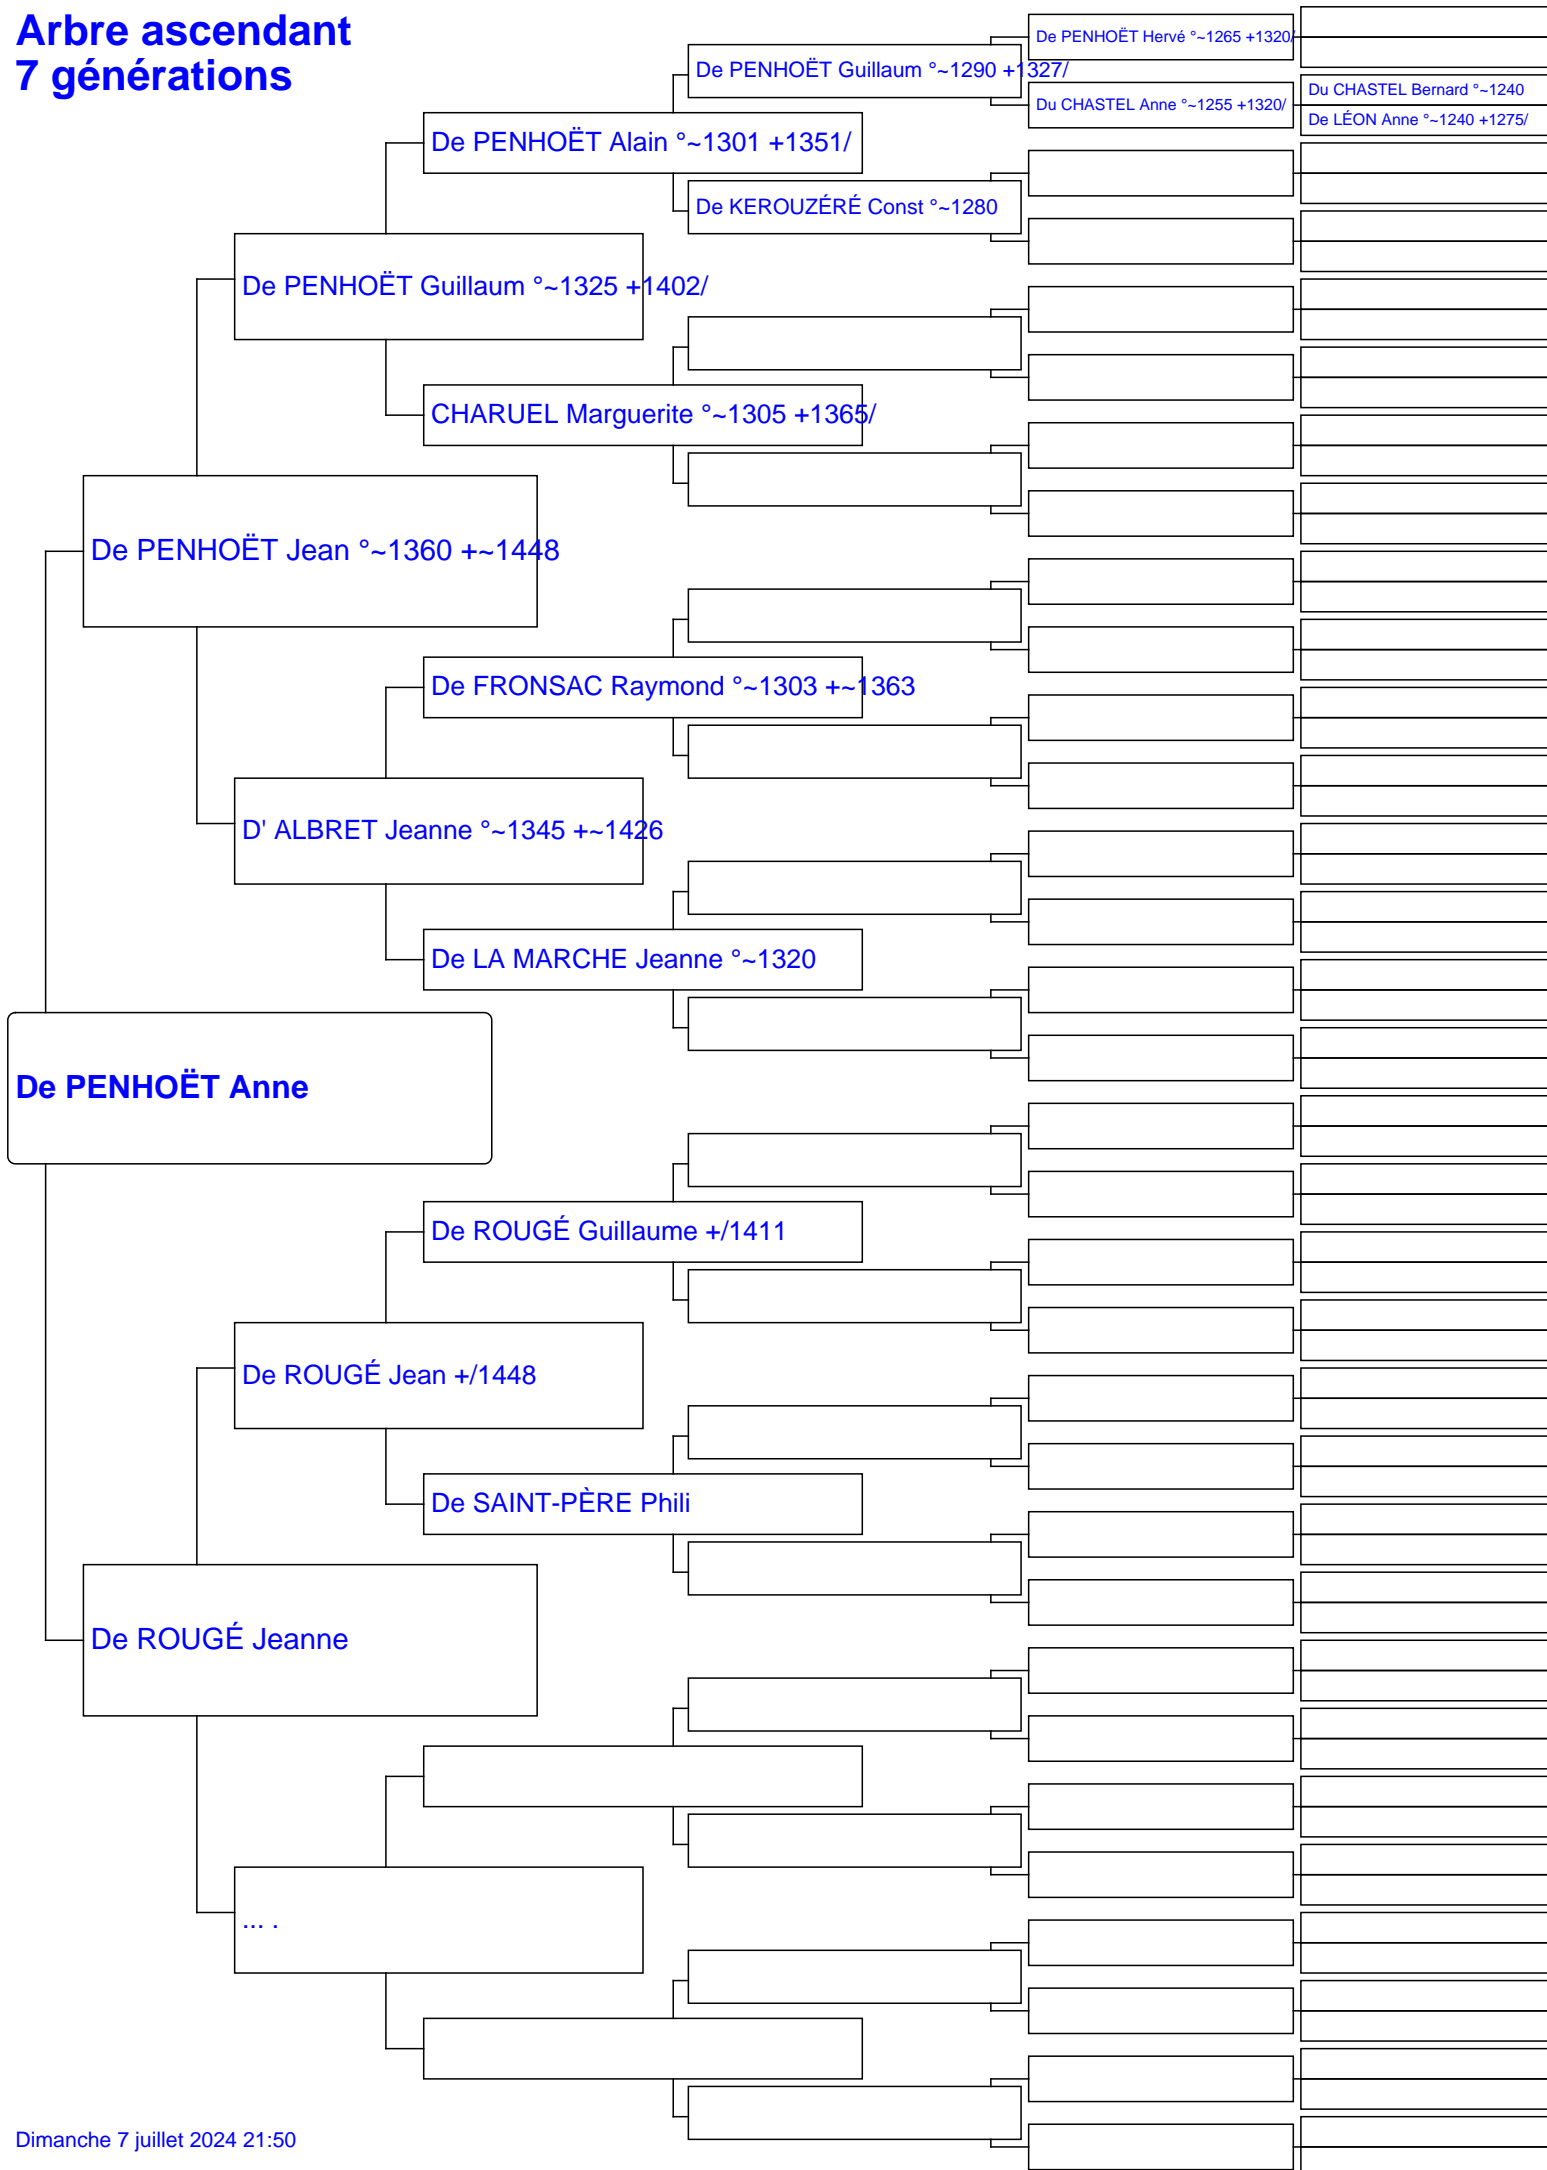 Arbre ascendant
7 générations
De PENHOËT Hervé °~1265 +1320/
De PENHOËT Guillaum °~1290 +1327/
Du CHASTEL Bernard °~1240
Du CHASTEL Anne °~1255 +1320/
De LÉON Anne °~1240 +1275/
De PENHOËT Alain °~1301 +1351/
De KEROUZÉRÉ Const °~1280
De PENHOËT Guillaum °~1325 +1402/
CHARUEL Marguerite °~1305 +1365/
De PENHOËT Jean °~1360 +~1448
De FRONSAC Raymond °~1303 +~1363
D' ALBRET Jeanne °~1345 +~1426
De LA MARCHE Jeanne °~1320
De PENHOËT Anne
De ROUGÉ Guillaume +/1411
De ROUGÉ Jean +/1448
De SAINT-PÈRE Phili
De ROUGÉ Jeanne
... .
Dimanche 7 juillet 2024 21:50